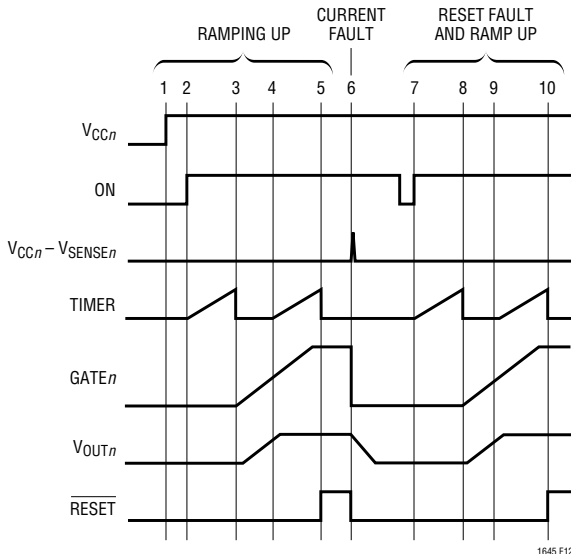 RAMPING UP
CURRENT
FAULT
RESET FAULT
AND RAMP UP
1 2 3 4 5 6 7 8 9 10
VCCn
ON
VCCn – VSENSEn
TIMER
GATEn
VOUTn
RESET
1645 F12